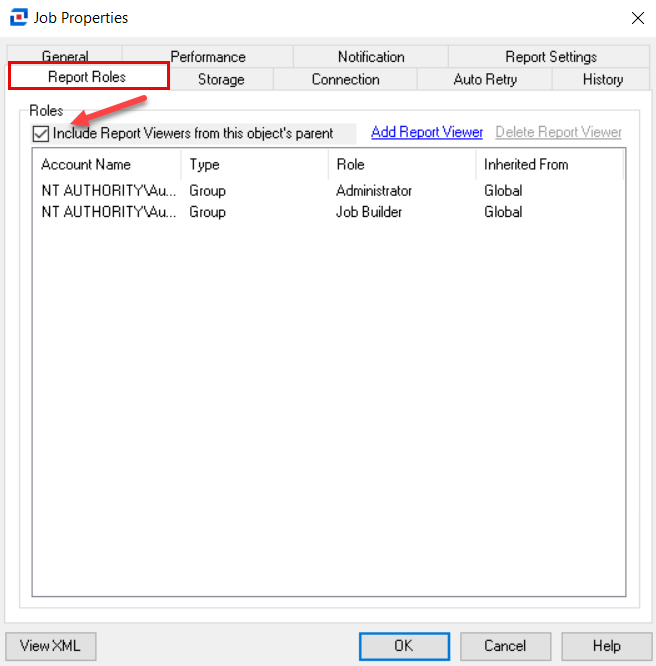 Job Properties
General Performance Notification Report Settings
Report Roles Storage Connection Auto Retry History
Roles
Include Report Viewers from this object's parent Add Report Viewer Delete Report Viewer
Account Name Type Role Inherited From
NT AUTHORITY\Au... Group Administrator Global
NT AUTHORITY\Au... Group Job Builder Global
View XML OK Cancel Help